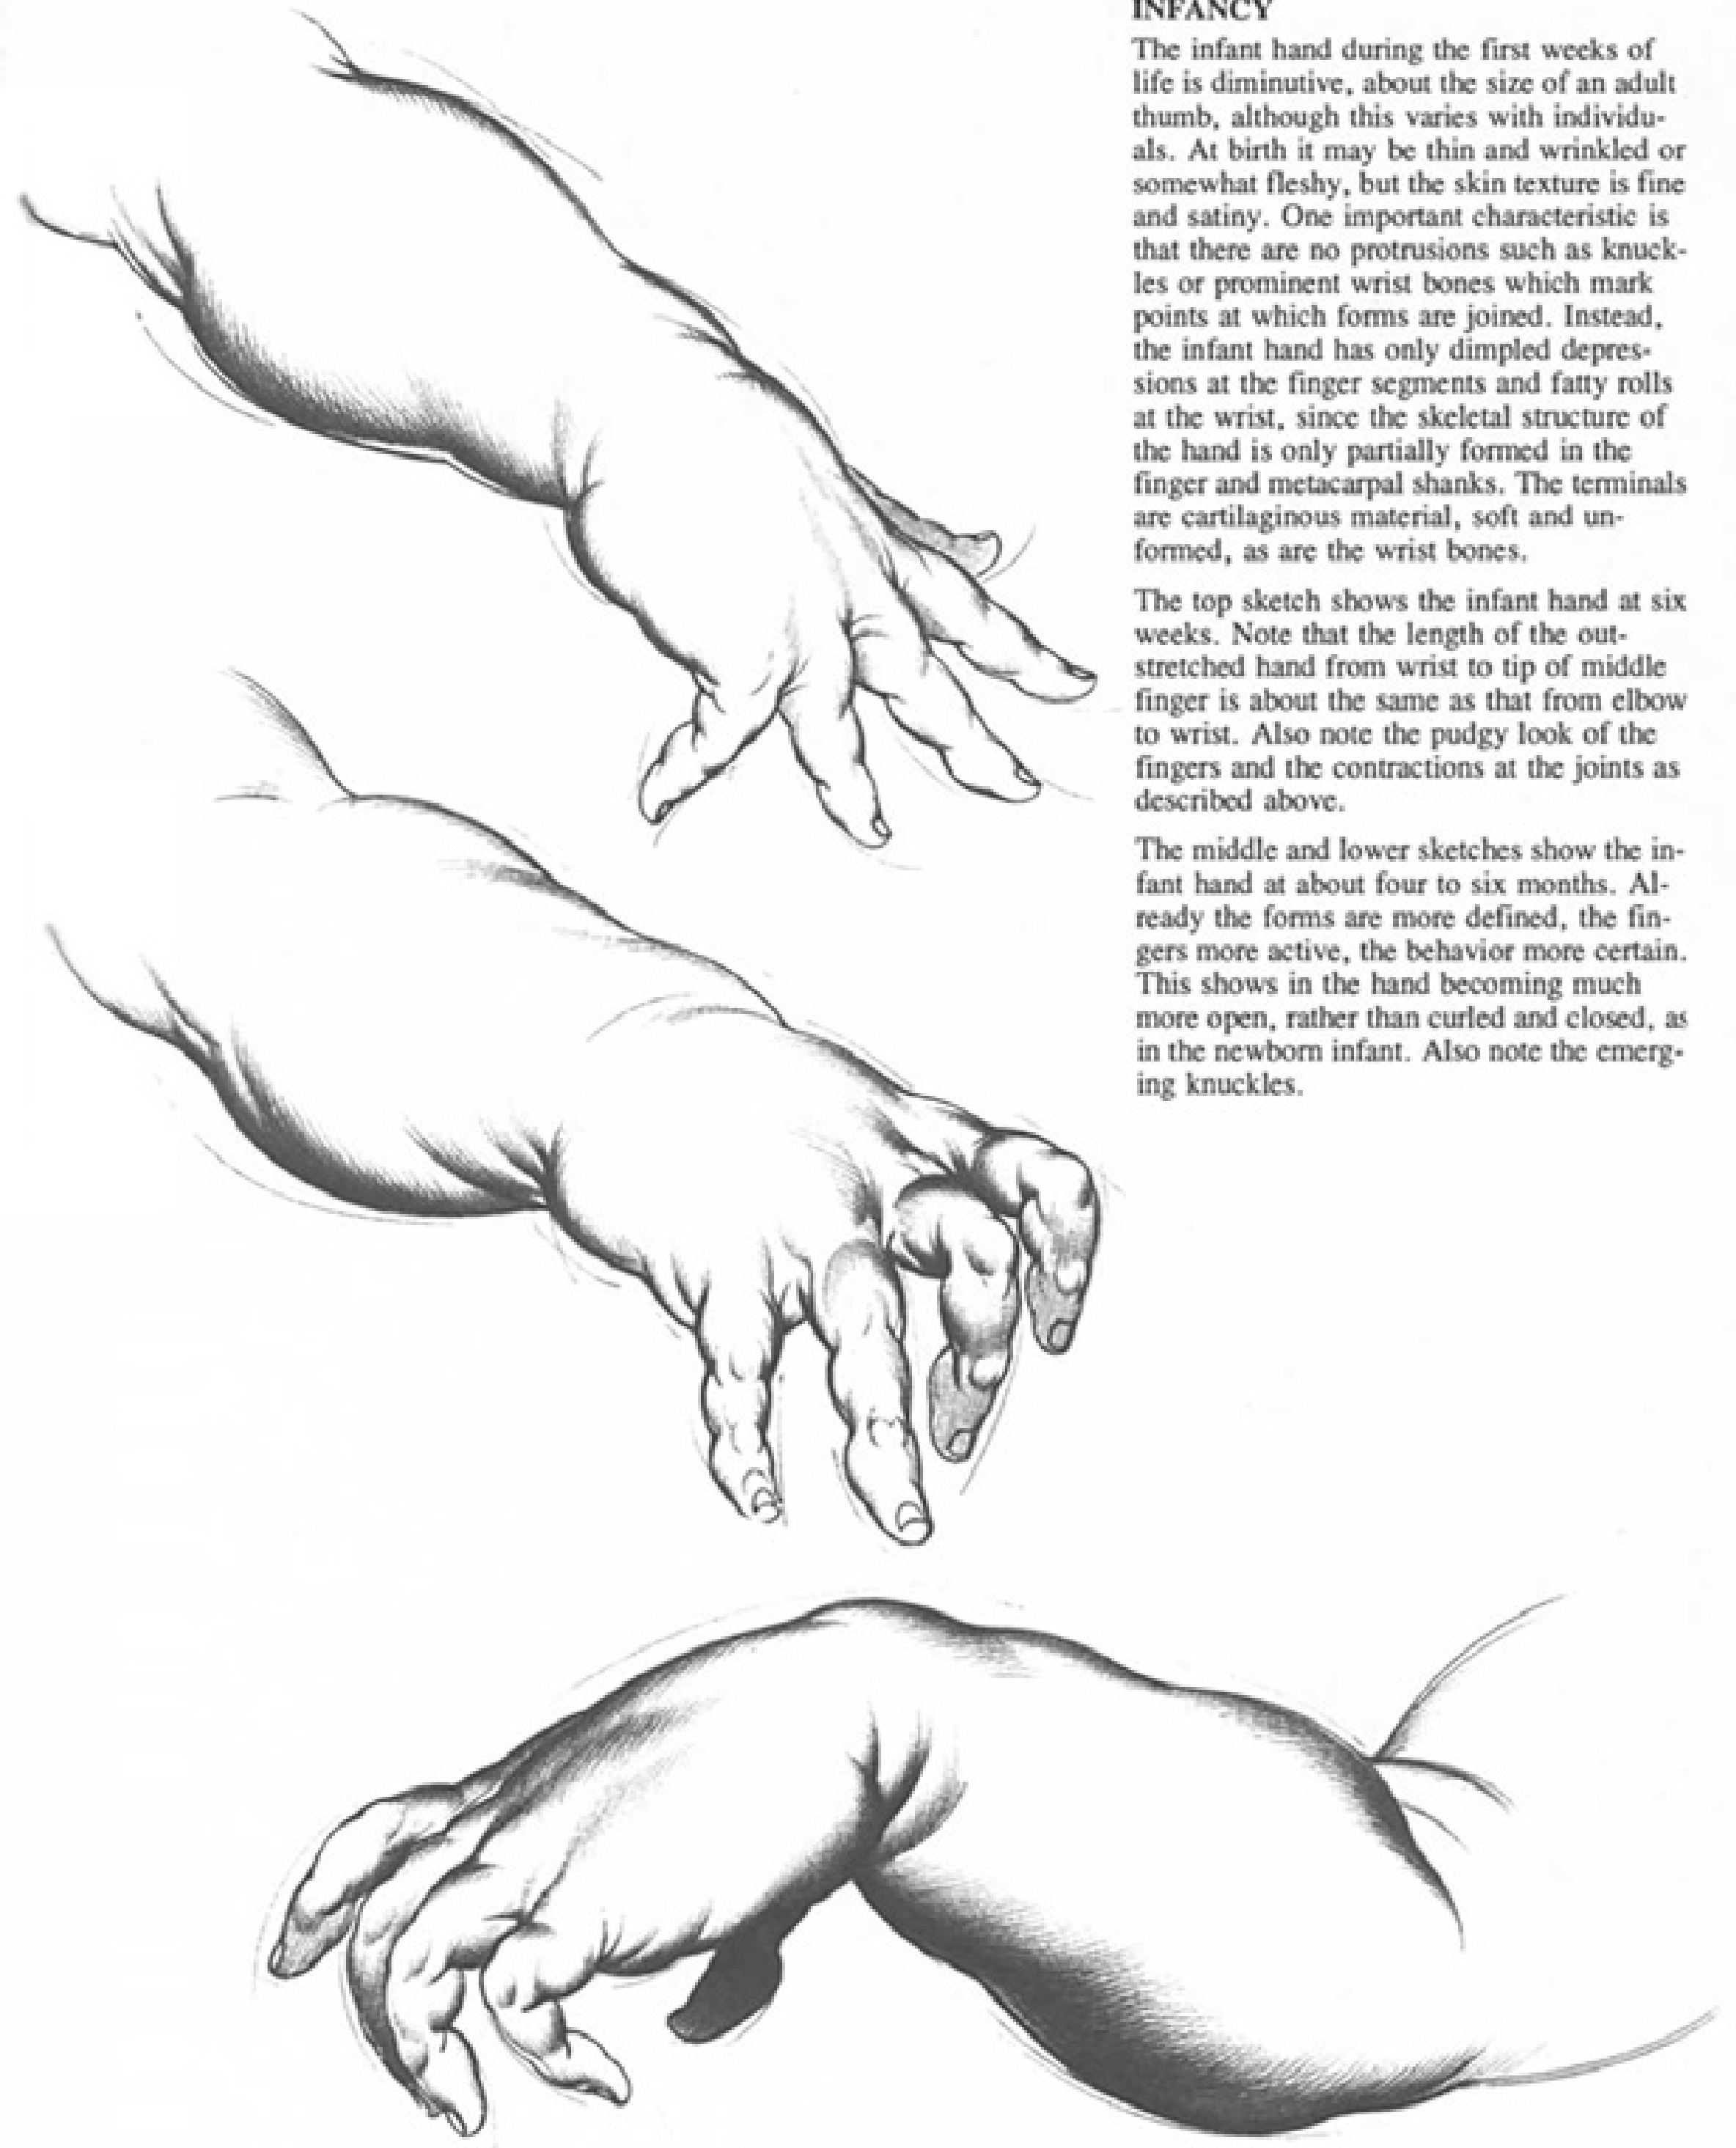 INFANCY
The infant hand during the first weeks of
life is diminutive, about the size of an adult
thumb, although this varies with individu-
als. At birth it may be thin and wrinkled or
somewhat fleshy, but the skin texture is fine
and satiny. One important characteristic is
that there are no protrusions such as knuck-
les or prominent wrist bones which mark
points at which forms are joined. Instead,
the infant hand has only dimpled depres-
sions at the finger segments and fatty rolls
at the wrist, since the skeletal structure of
the hand is only partially formed in the
finger and metacarpal shanks. The terminals
are cartilaginous material, soft and un-
formed, as are the wrist bones.
The top sketch shows the infant hand at six
weeks. Note that the length of the out-
stretched hand from wrist to tip of middle
finger is about the same as that from elbow
to wrist. Also note the pudgy look of the
fingers and the contractions at the joints as
described above.
The middle and lower sketches show the in-
fant hand at about four to six months. Al-
ready the forms are more defined, the fin-
gers more active, the behavior more certain.
This shows in the hand becoming much
more open, rather than curled and closed, as
in the newborn infant. Also note the emerg-
ing knuckles.